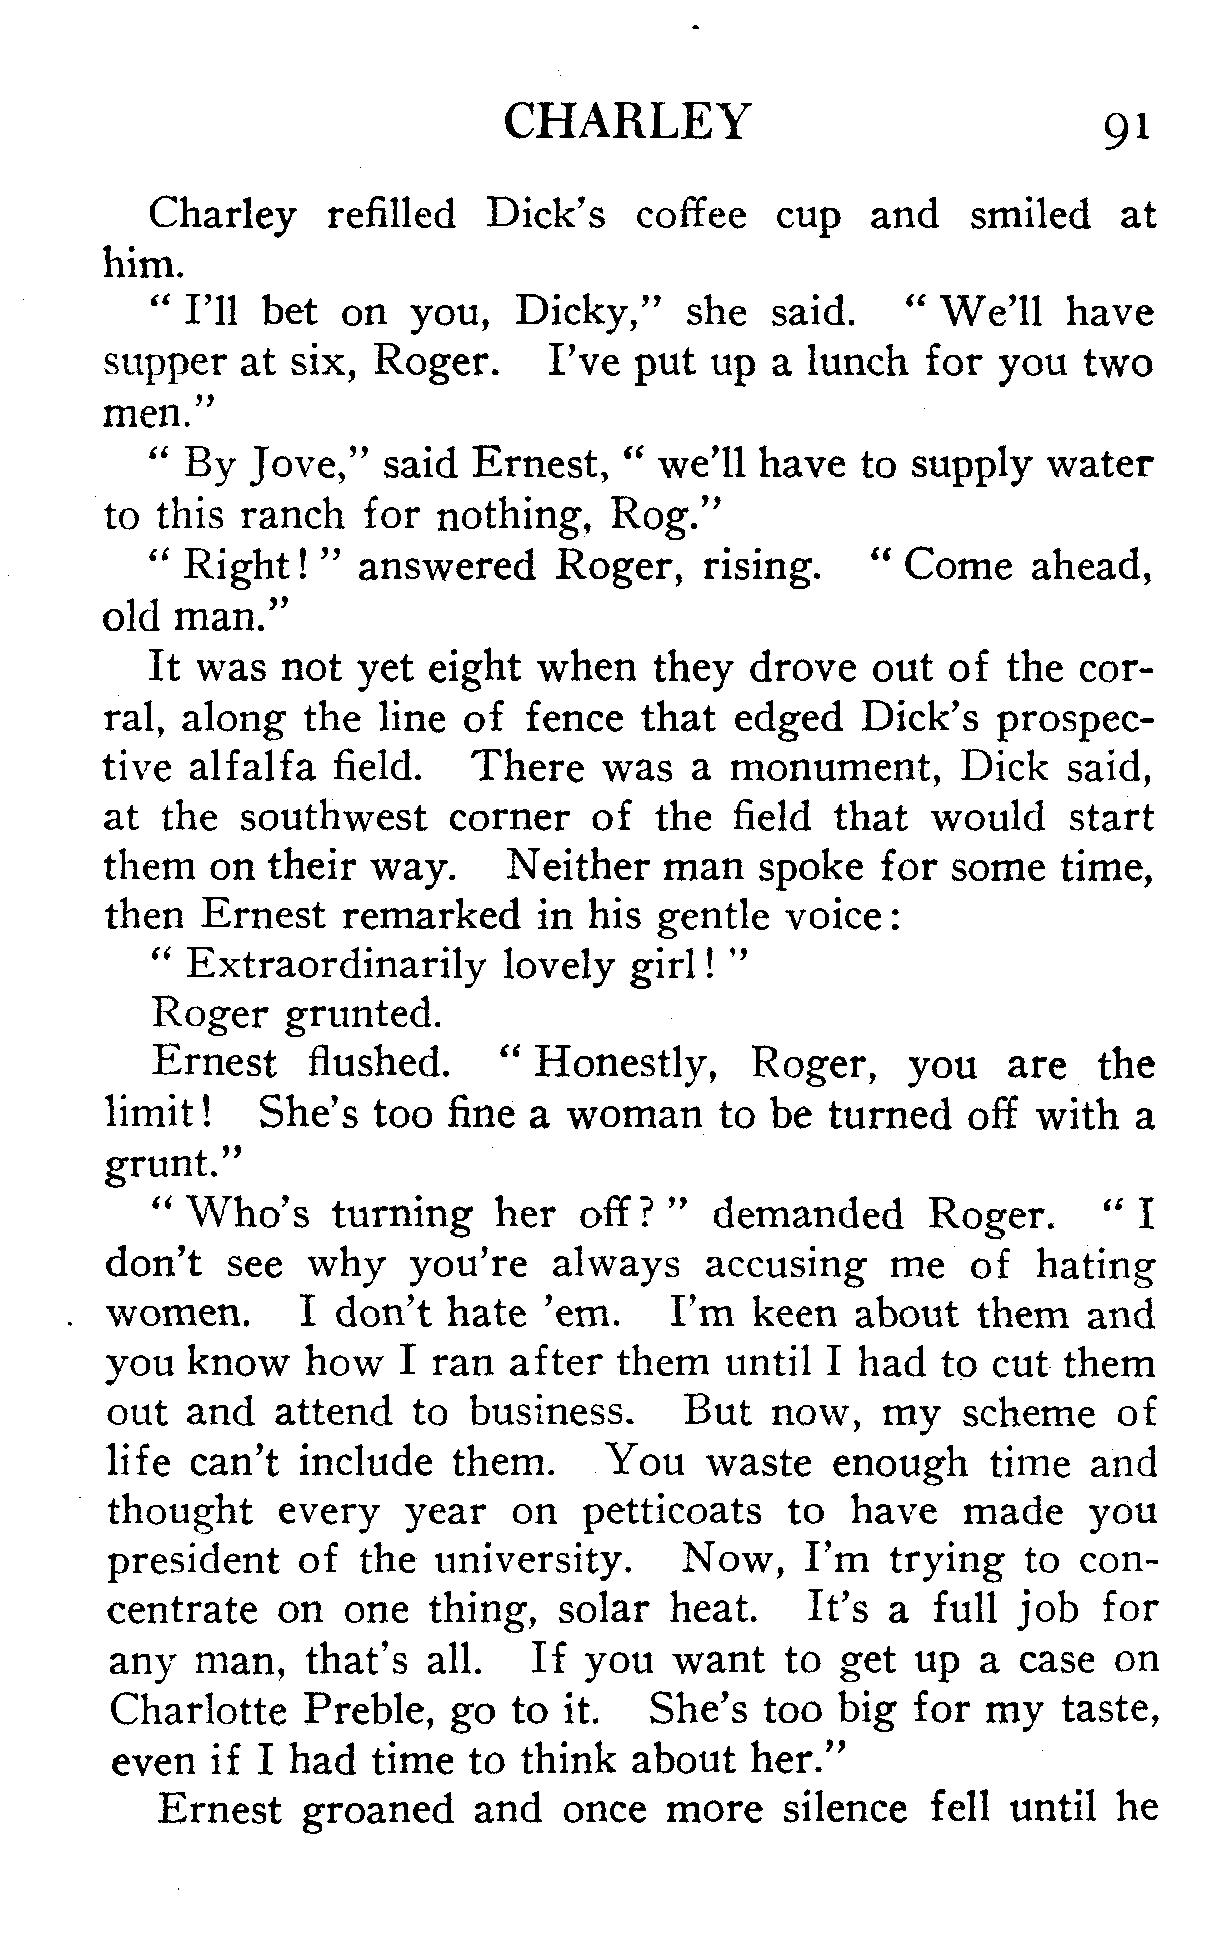 CHARLEY 91
Charley refilled Dick's coffee cup and smiled at
him.
" I'll bet on you, Dicky," she said. " We'll have
supper at six, Roger. I've put up a lunch for you two
men."
" By Jove," said Ernest, " we'll have to supply water
to this ranch for nothing, Rog."
" Right! " answered Roger, rising. " Come ahead,
old man."
It was not yet eight when they drove out of the cor-
ral, along the line of fence that edged Dick's prospec-
tive alfalfa field. There was a monument, Dick said,
at the southwest corner of the field that would start
them on their way. Neither man spoke for some time,
then Ernest remarked in his gentle voice:
" Extraordinarily lovely girl! "
Roger grunted.
Ernest flushed. " Honestly, Roger, you are the
limit! She's too fine a woman to be turned off with a
grunt."
" Who's turning her off? " demanded Roger. " I
don't see why you're always accusing me of hating
women. I don't hate 'em. I'm keen about them and
you know how I ran after them until I had to cut them
out and attend to business. But now, my scheme of
life can't include them. You waste enough time and
thought every year on petticoats to have made you
president of the university. Now, I'm trying to con-
centrate on one thing, solar heat. It's a full job for
any man, that's all. If you want to get up a case on
Charlotte Preble, go to it. She's too big for my taste,
even if I had time to think about her."
Ernest groaned and once more silence fell until he